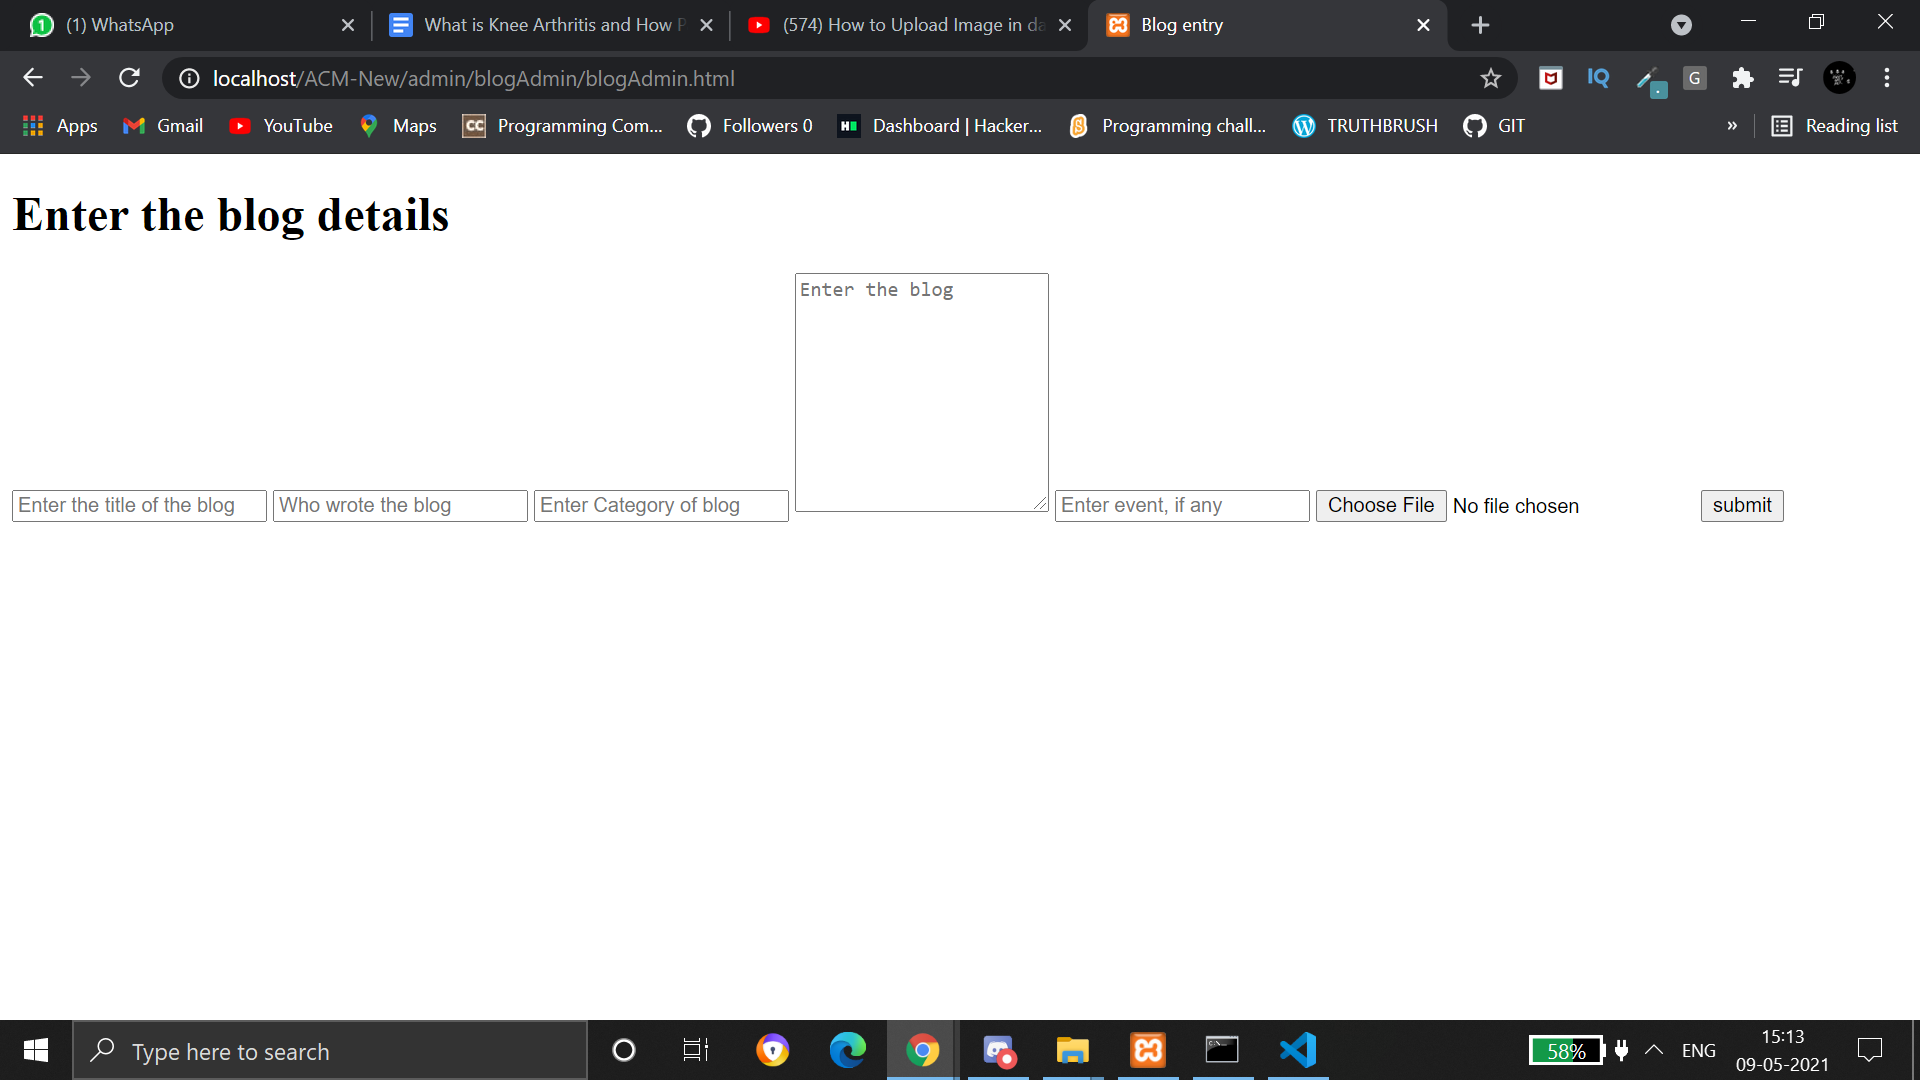 (1) WhatsApp
What is Knee Arthritis and How P
(574) How to Upload Image in da
Blog entry
localhost/ACM-New/admin/blogAdmin/blogAdmin.html
IQ
G
Apps
Gmail
YouTube
Maps
CC
Programming Com...
Followers 0
H
Dashboard | Hacker...
Programming chall...
TRUTHBRUSH
GIT
»
Reading list
Enter the blog details
Enter the blog
Enter the title of the blog
Who wrote the blog
Enter Category of blog
Enter event, if any
Choose File
No file chosen
submit
Type here to search
58%
ENG
15:13
09-05-2021